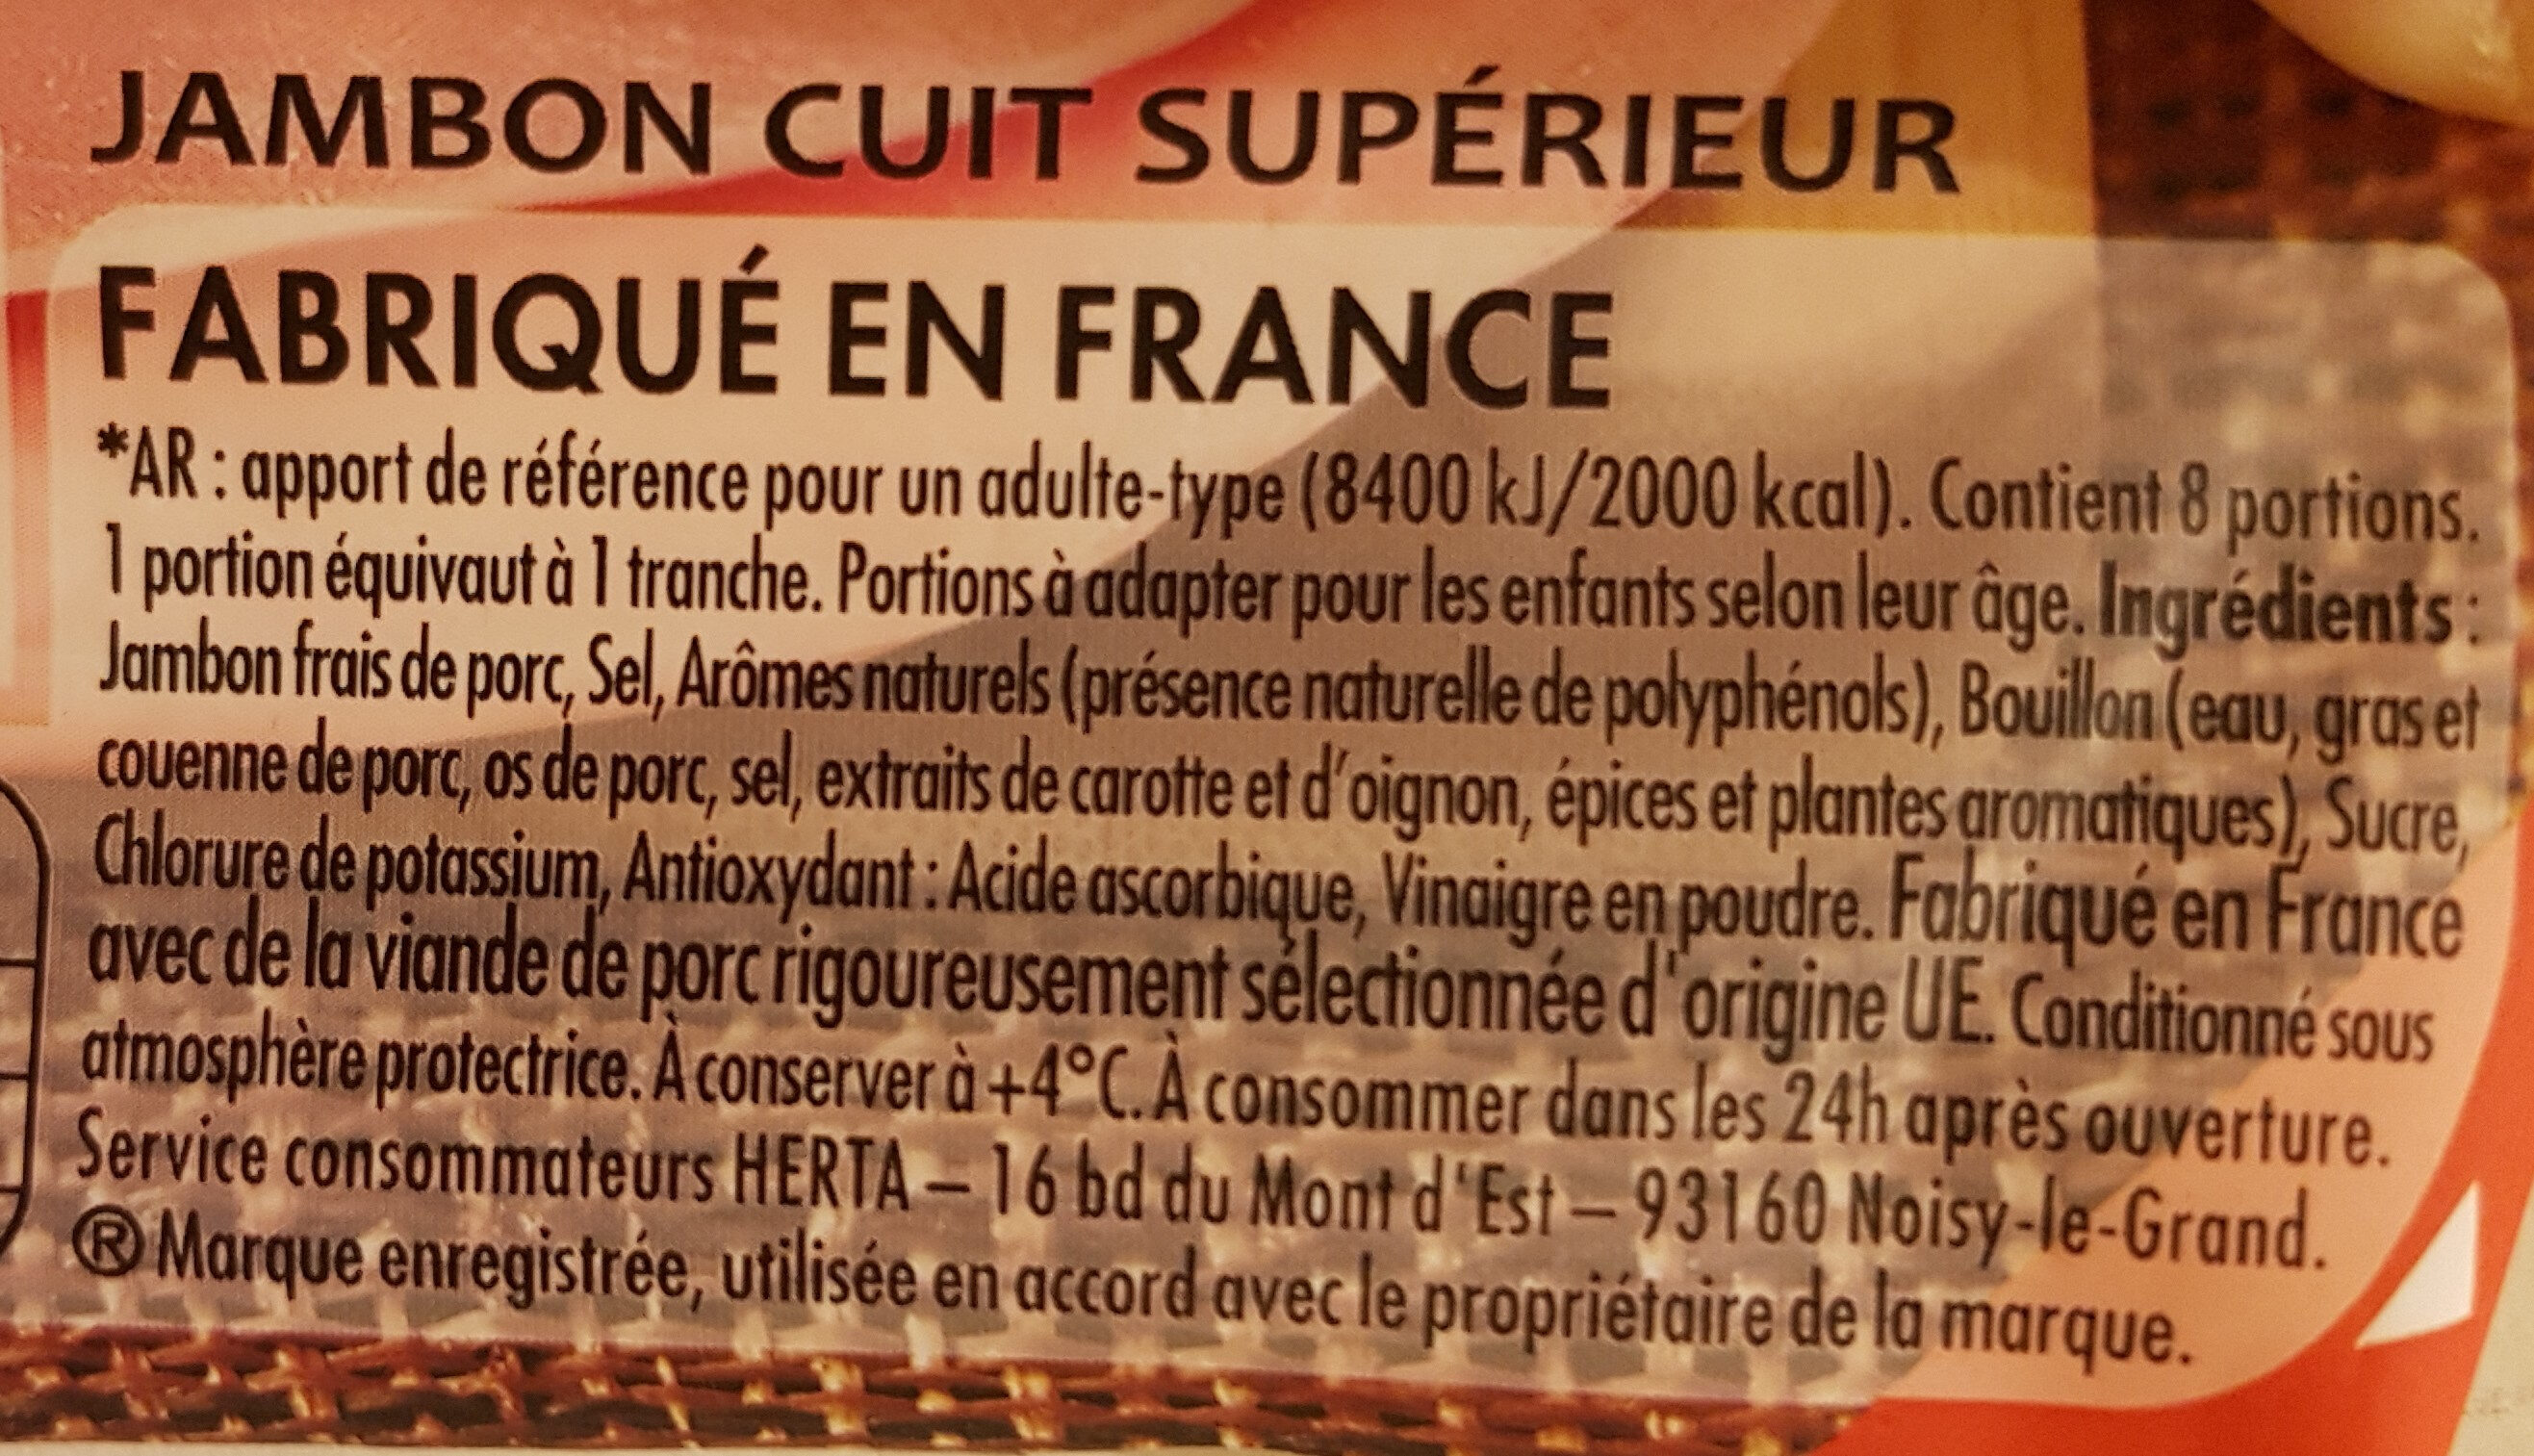 JAMBON CUIT SUPÉRIEUR
FABRIQUÉ EN FRANCE
*AR : apport de référence pour un adulte-type (8400 kJ/2000 kcal). Contient 8 portions.
1 portion équivaut à 1 tranche. Portions à adapter pour les enfants selon leur âge. Ingrédients :
Jambon frais de porc, Sel, Arômes naturels (présence naturelle de polyphénols), Bouillon (eau, gras et
couenne de porc, os de porc, sel, extraits de carotte et d'oignon, épices et plantes aromatiques), Sucre,
Chlorure de potassium, Antioxydant : Acide ascorbique, Vinaigre en poudre. Fabriqué en France
avec de la viande de porc rigoureusement sélectionnée d'origine UE. Conditionné sous
atmosphère protectrice. À conserver à +4°C. À consommer dans les 24h après ouverture.
Service consommateurs HERTA – 16 bd du Mont d'Est – 93160 Noisy-le-Grand.
® Marque enregistrée, utilisée en accord avec le propriétaire de la marque.